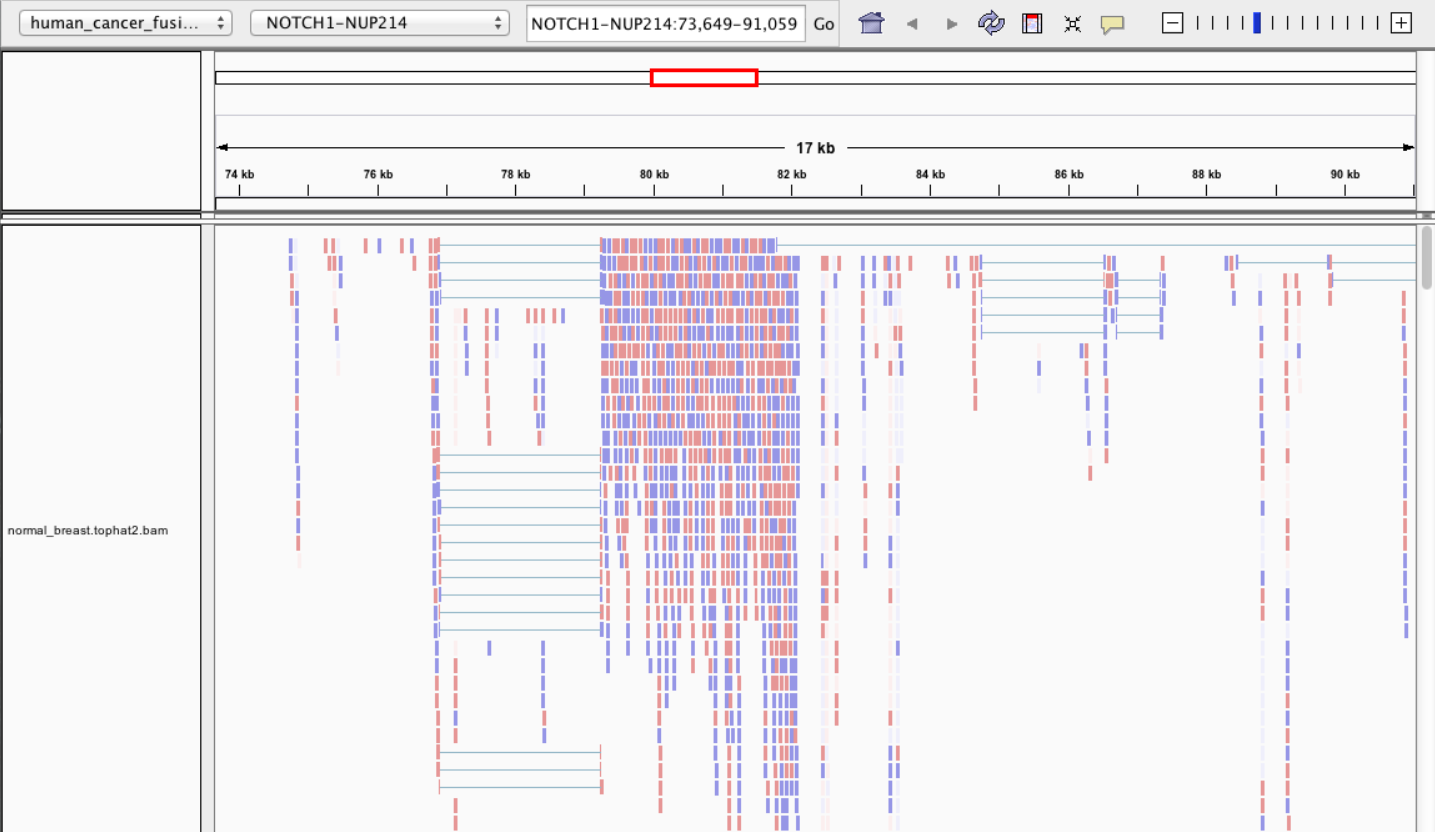 human_cancer_fusi... NOTCH1-NUP214 NOTCH1-NUP214:73,649-91,059 Go
17 kb
74 kb 76 kb 78 kb 80 kb 82 kb 84 kb 86 kb 88 kb 90 kb
normal_breast.tophat2.bam